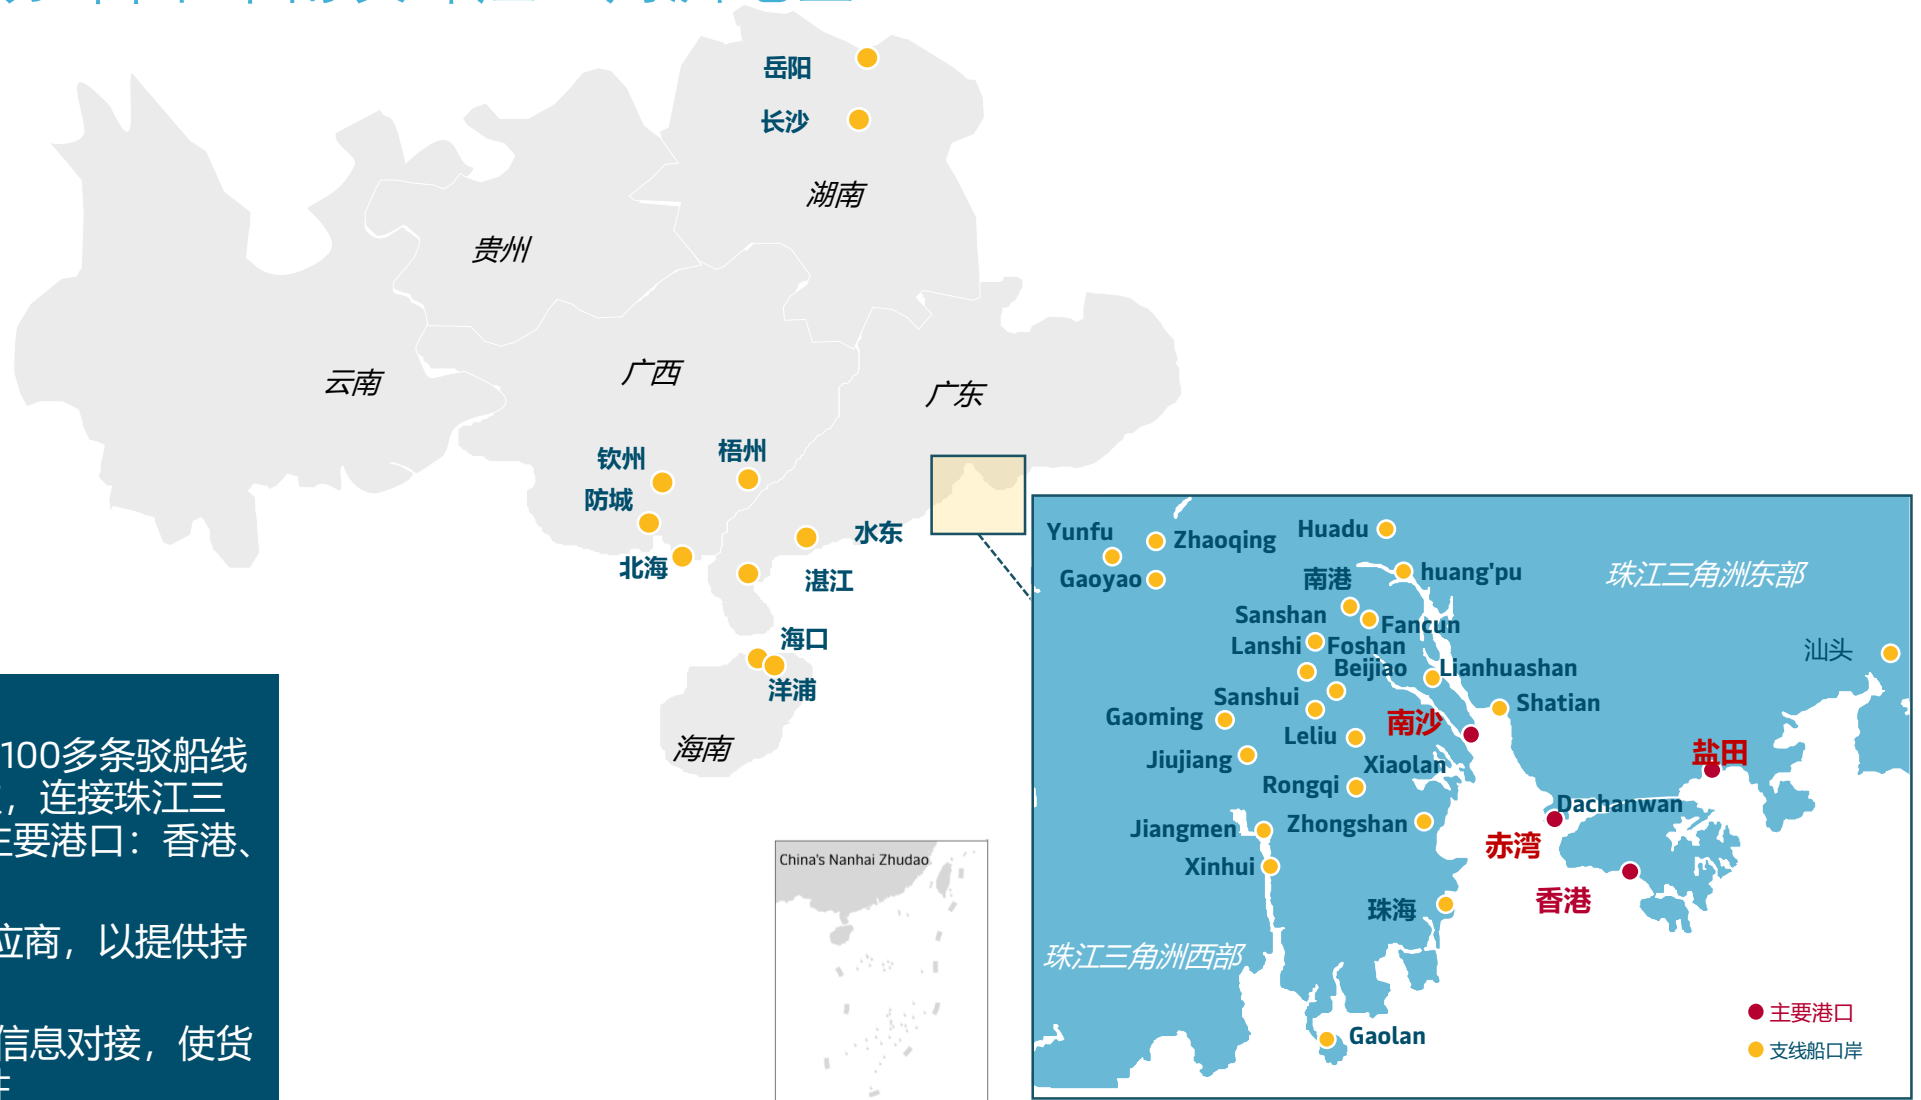 岳阳
长沙
湖南
贵州
云南
广西
广东
钦州
梧州
防城
北海
水东
湛江
海口
洋浦
海南
100多条驳船线
，连接珠江三
主要港口：香港、
应商，以提供持
信息对接，使货
China's Nanhai Zhudao
Yunfu
Zhaoqing
Huadu
Gaoyao
南港
huang'pu
珠江三角洲东部
Sanshan
Fancun
Lanshi
Foshan
Beijiao
Lianhuashan
汕头
Sanshui
Shatian
Gaoming
南沙
Leliu
盐田
Jiujiang
Xiaolan
Rongqi
Dachanwan
Jiangmen
Zhongshan
赤湾
Xinhui
香港
珠海
珠江三角洲西部
Gaolan
主要港口
支线船口岸